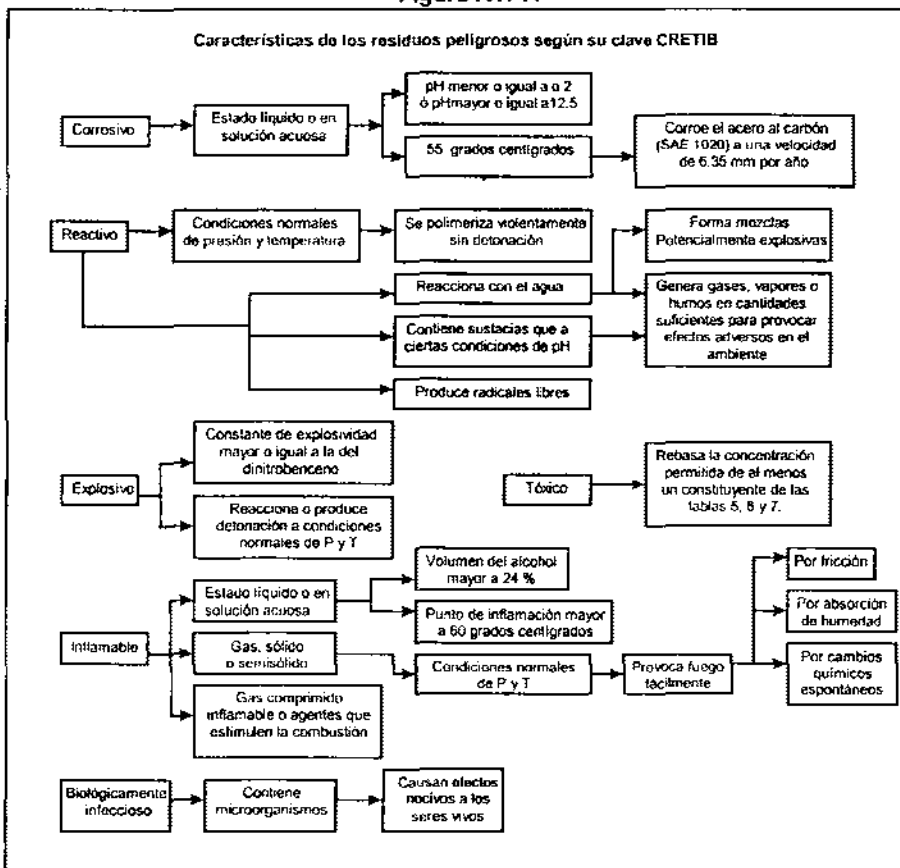 Características de los residuos peligrosos según su clave CRETIB
Corrosivo
Estado líquido o en
solución acuosa
pH menor o igual a o 2
ó pHmayor o igual a12.5
55 grados centígrados
Corroe el acero al carbón
(SAE 1020) a una velocidad
de 6.35 mm por año
Reactivo
Condiciones normales
de presión y temperatura
Se polimeriza violentamente
sin detonación
Reacciona con el agua
Forma mezclas
Potencialmente explosivas
Contiene sustacias que a
ciertas condiciones de pH
Genera gases, vapores o
humos en cantidades
suficientes para provocar
efectos adversos en el
ambiente
Produce radicales libres
Explosivo
Constante de explosividad
mayor o igual a la del
dinitrobenceno
Reacciona o produce
detonación a condiciones
normales de P y T
Tóxico
Rebasa la concentración
permitida de al menos
un constituyente de las
tablas 5, 6 y 7.
Inflamable
Estado líquido o en
solución acuosa
Volumen del alcohol
mayor a 24 %
Punto de inflamación mayor
a 60 grados centígrados
Gas, sólido
o semisólido
Condiciones normales
de P y T
Provoca fuego
fácilmente
Por fricción
Por absorción
de humedad
Por cambios
químicos
espontáneos
Gas comprimido
inflamable o agentes que
estimulen la combustión
Biológicamente
infeccioso
Contiene
microorganismos
Causan efectos
nocivos a los
seres vivos